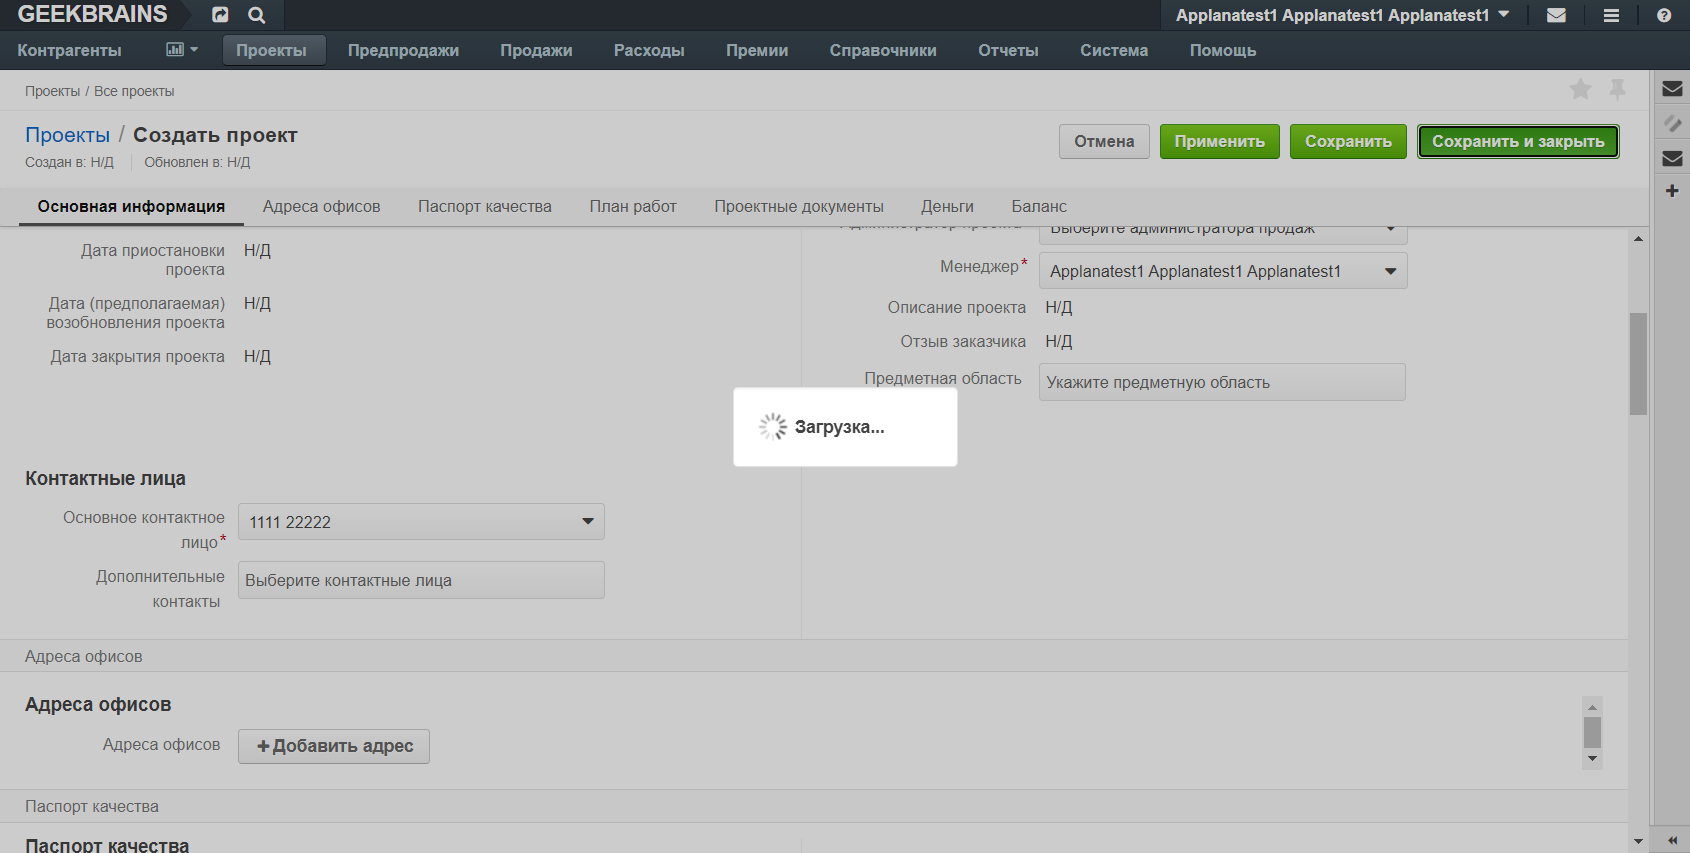 GEEKBRAINS
Applanatest1 Applanatest1 Applanatest1
Контрагенты Проекты Предпродажи Продажи Расходы Премии Справочники Отчеты Система Помощь
Проекты / Все проекты
Проекты / Создать проект
Отмена Применить Сохранить Сохранить и закрыть
Создан в: Н/Д Обновлен в: Н/Д
Основная информация Адреса офисов Паспорт качества План работ Проектные документы Деньги Баланс
Администратор проекта Выберите администратора продаж
Дата приостановки проекта Н/Д
Менеджер* Applanatest1 Applanatest1 Applanatest1
Дата (предполагаемая) возобновления проекта Н/Д
Описание проекта Н/Д
Отзыв заказчика Н/Д
Дата закрытия проекта Н/Д
Предметная область Укажите предметную область
Загрузка...
Контактные лица
Основное контактное лицо* 1111 22222
Дополнительные контакты Выберите контактные лица
Адреса офисов
Адреса офисов
Адреса офисов +Добавить адрес
Паспорт качества
Паспорт качества